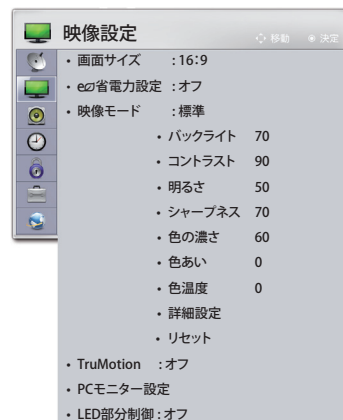 映像設定
移動 決定
• 画面サイズ :16:9
• e省電力設定 :オフ
• 映像モード :標準
• バックライト 70
• コントラスト 90
• 明るさ 50
• シャープネス 70
• 色の濃さ 60
• 色あい 0
• 色温度 0
• 詳細設定
• リセット
• TruMotion :オフ
• PCモニター設定
• LED部分制御:オフ